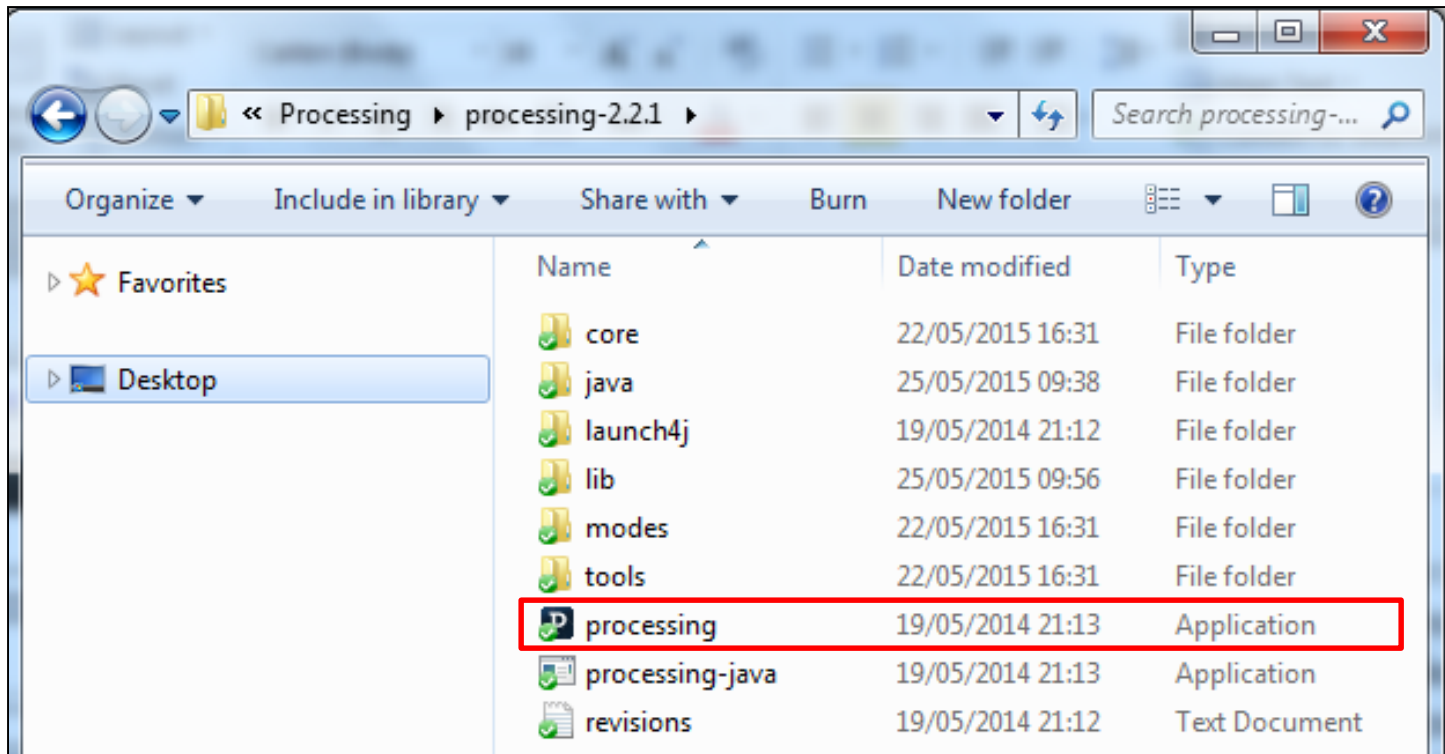 « Processing ▸ processing-2.2.1 ▸ Search processing-...
Organize Include in library Share with Burn New folder
Name Date modified Type
Favorites
core 22/05/2015 16:31 File folder
Desktop
java 25/05/2015 09:38 File folder
launch4j 19/05/2014 21:12 File folder
lib 25/05/2015 09:56 File folder
modes 22/05/2015 16:31 File folder
tools 22/05/2015 16:31 File folder
processing 19/05/2014 21:13 Application
processing-java 19/05/2014 21:13 Application
revisions 19/05/2014 21:12 Text Document